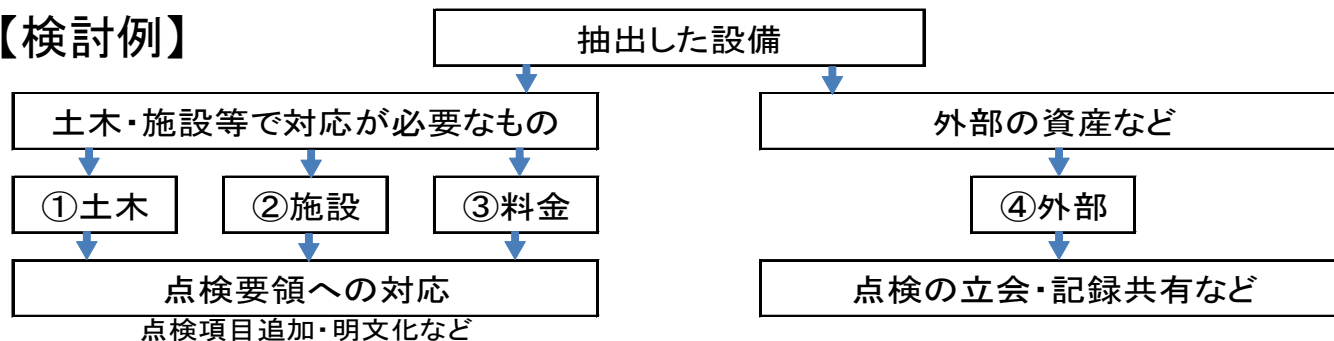 【検討例】
抽出した設備
土木・施設等で対応が必要なもの
外部の資産など
①土木
②施設
③料金
④外部
点検要領への対応
点検の立会・記録共有など
点検項目追加・明文化など